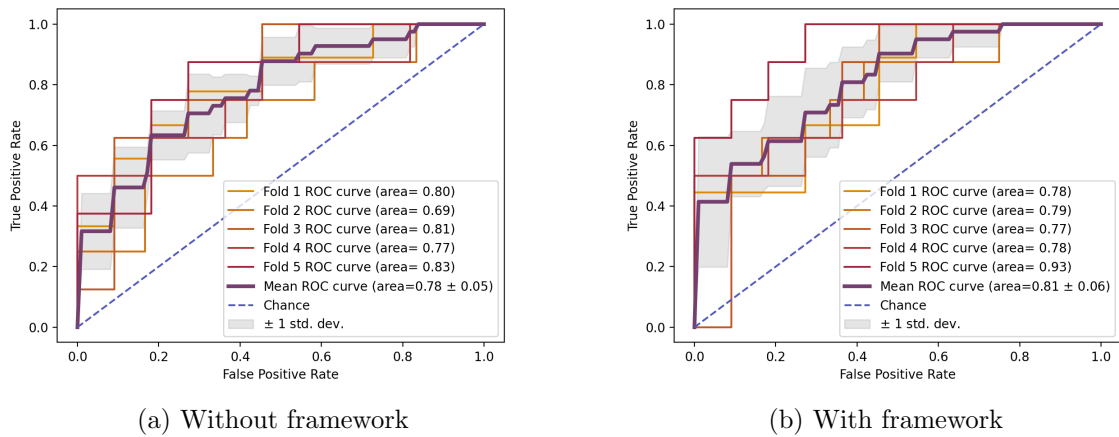 1.0
0.8
0.6
0.4
0.2
0.0
True Positive Rate
Fold 1 ROC curve (area= 0.80)
Fold 2 ROC curve (area= 0.69)
Fold 3 ROC curve (area= 0.81)
Fold 4 ROC curve (area= 0.77)
Fold 5 ROC curve (area= 0.83)
Mean ROC curve (area=0.78 ± 0.05)
Chance
± 1 std. dev.
0.0 0.2 0.4 0.6 0.8 1.0
False Positive Rate
(a) Without framework
1.0
0.8
0.6
0.4
0.2
0.0
True Positive Rate
Fold 1 ROC curve (area= 0.78)
Fold 2 ROC curve (area= 0.79)
Fold 3 ROC curve (area= 0.77)
Fold 4 ROC curve (area= 0.78)
Fold 5 ROC curve (area= 0.93)
Mean ROC curve (area=0.81 ± 0.06)
Chance
± 1 std. dev.
0.0 0.2 0.4 0.6 0.8 1.0
False Positive Rate
(b) With framework